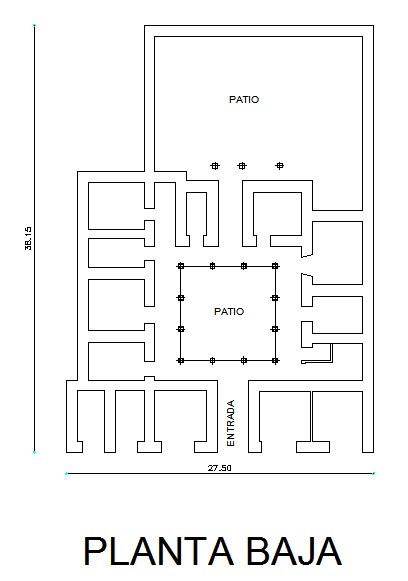 PATIO
38.15
PATIO
ENTRADA
27.50
PLANTA BAJA